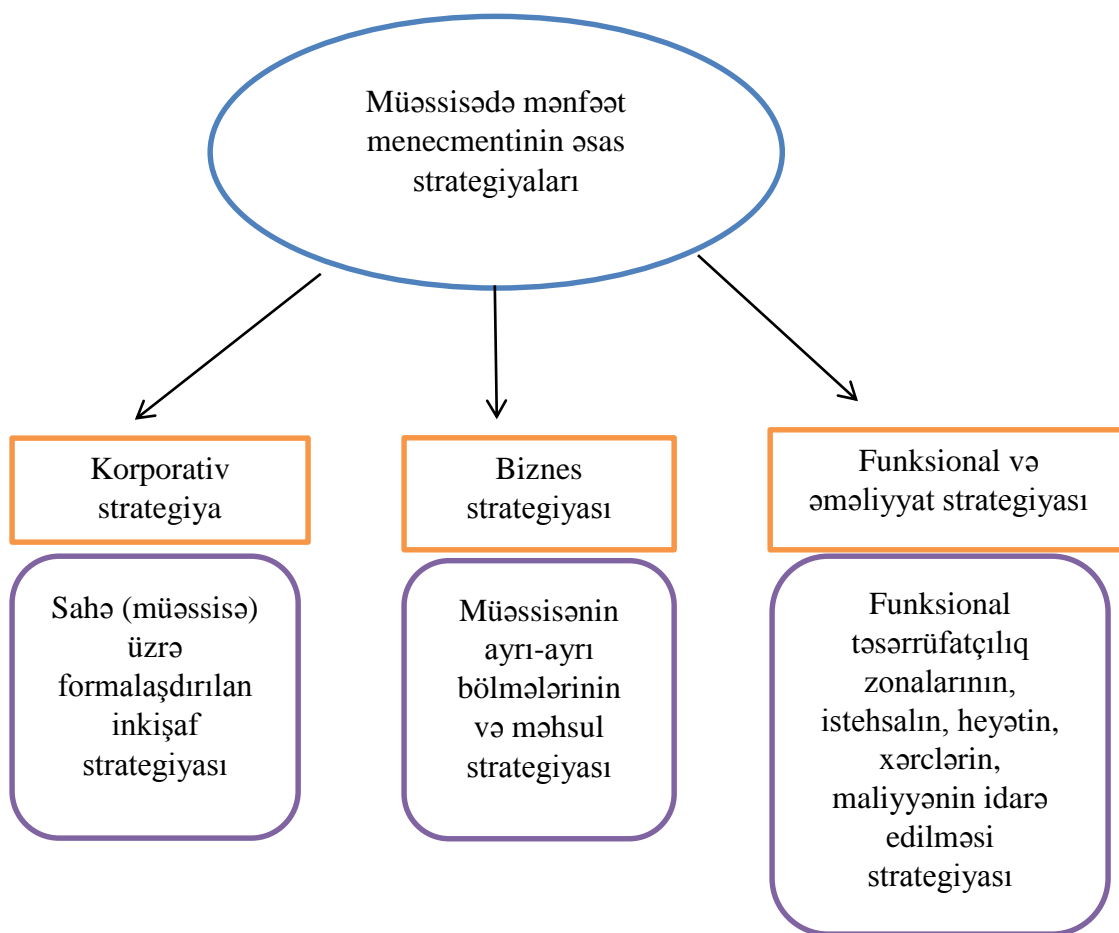 Müəssisədə mənfəət
menecmentinin əsas
strategiyaları
Korporativ
strategiya
Biznes
strategiyası
Funksional və
əməliyyat strategiyası
Sahə (müəssisə)
üzrə
formalaşdırılan
inkişaf
strategiyası
Müəssisənin
ayrı-ayrı
bölmələrinin
və məhsul
strategiyası
Funksional
təsərrüfatçılıq
zonalarının,
istehsalın, heyətin,
xərclərin,
maliyyənin idarə
edilməsi
strategiyası